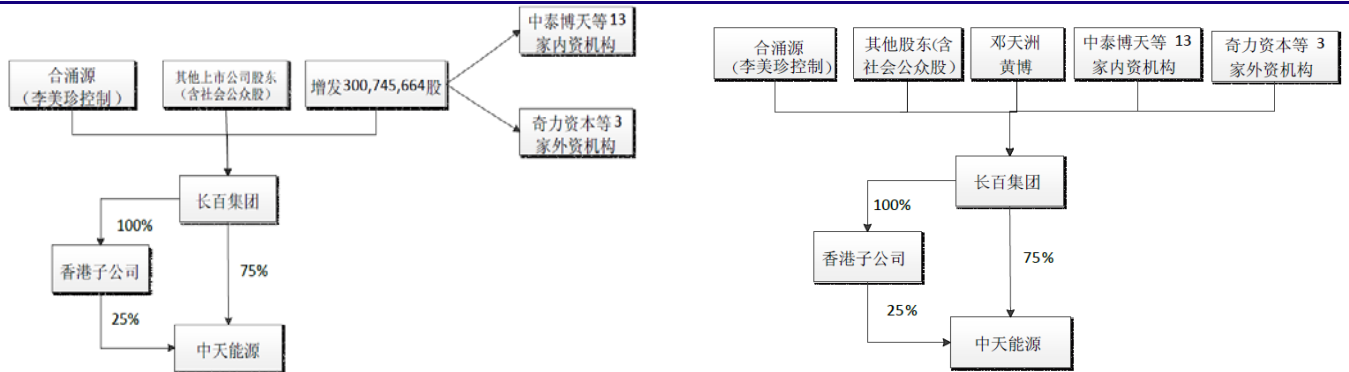 中泰博天等13
家内资机构
合涌源
（李美珍控制）
其他上市公司股东
（含社会公众股）
增发300,745,664股
奇力资本等3
家外资机构
长百集团
100%
香港子公司
75%
25%
中天能源
合涌源
（李美珍控制）
其他股东(含
社会公众股）
邓天洲
黄博
中泰博天等 13
家内资机构
奇力资本等 3
家外资机构
长百集团
100%
香港子公司
75%
25%
中天能源